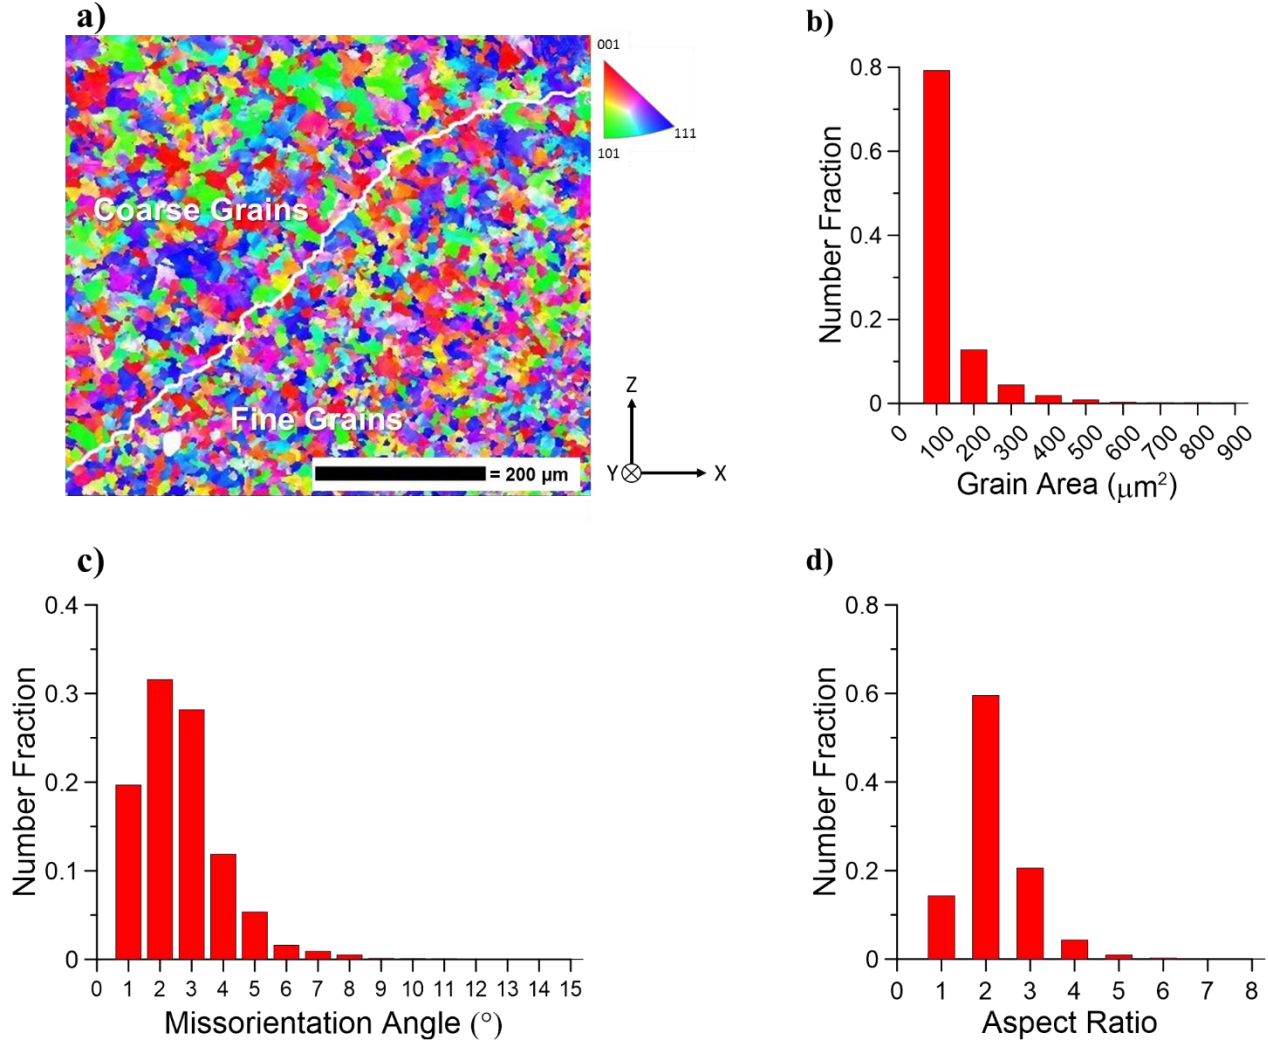 a)
001
111
101
Coarse Grains
Fine Grains
= 200 μm
Z
Y
X
b)
Number Fraction
0.8
0.6
0.4
0.2
0
0 100 200 300 400 500 600 700 800 900
Grain Area (μm²)
c)
Number Fraction
0.4
0.3
0.2
0.1
0
0 1 2 3 4 5 6 7 8 9 10 11 12 13 14 15
Missorientation Angle (°)
d)
Number Fraction
0.8
0.6
0.4
0.2
0
0 1 2 3 4 5 6 7 8
Aspect Ratio